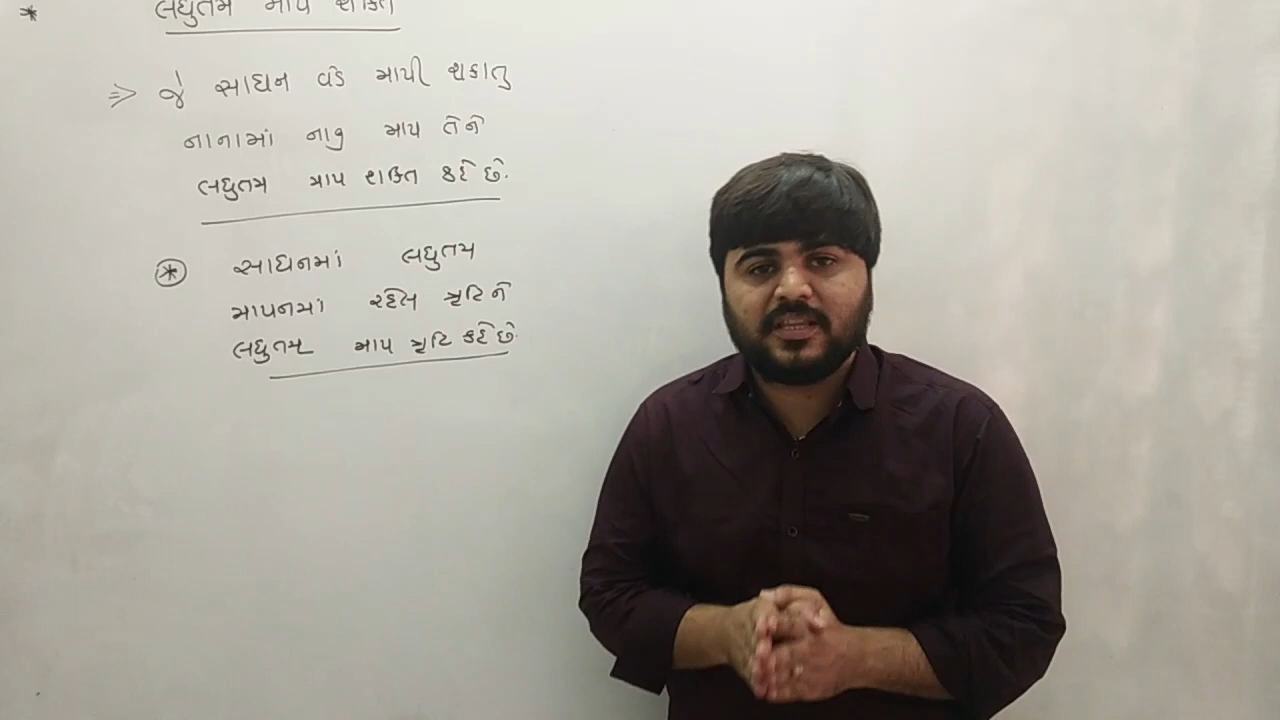 * લઘુતમ માપ શક્તિ
⇒ જે સાધન વડે માપી શકાતુ
નાનામાં નાનુ માપ તેને
લઘુતમ માપ શક્તિ કહે છે.
* સાધનમાં લઘુતમ
માપનમાં રહેલ ત્રૃટિ ને
લઘુતમ માપ ત્રૃટિ કહે છે.